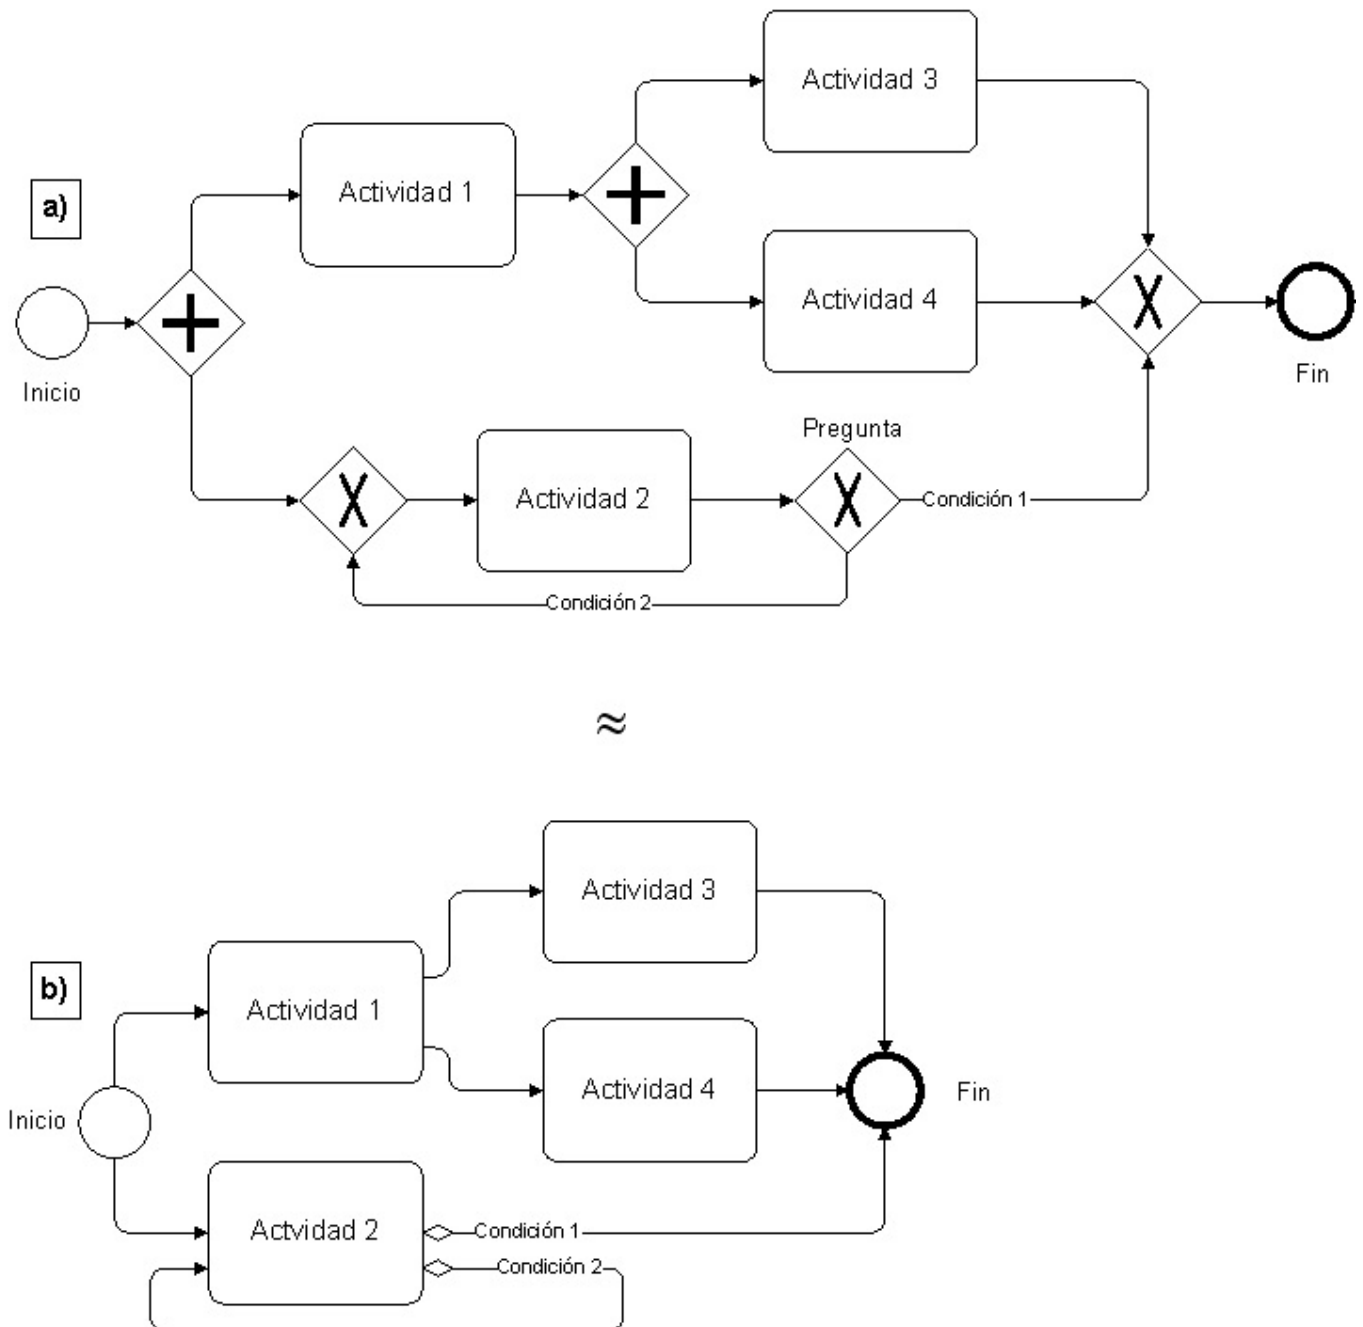 Actividad 3
a)
Actividad 1
Actividad 4
Inicio
Fin
Pregunta
Actividad 2
Condición 1
Condición 2
≈
Actividad 3
b)
Actividad 1
Actividad 4
Fin
Inicio
Actvidad 2
Condición 1
Condición 2